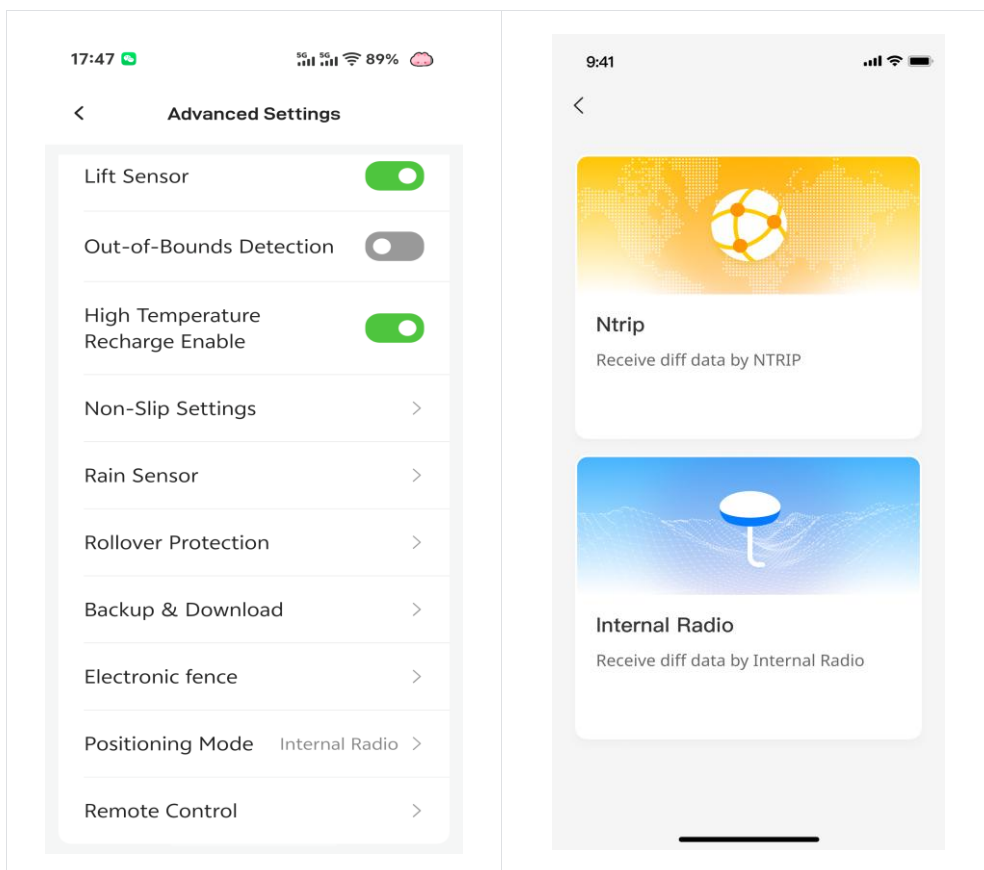 17:47
5G 5G 89%
Advanced Settings
Lift Sensor
Out-of-Bounds Detection
High Temperature
Recharge Enable
Non-Slip Settings
Rain Sensor
Rollover Protection
Backup & Download
Electronic fence
Positioning Mode Internal Radio
Remote Control
9:41
Ntrip
Receive diff data by NTRIP
Internal Radio
Receive diff data by Internal Radio